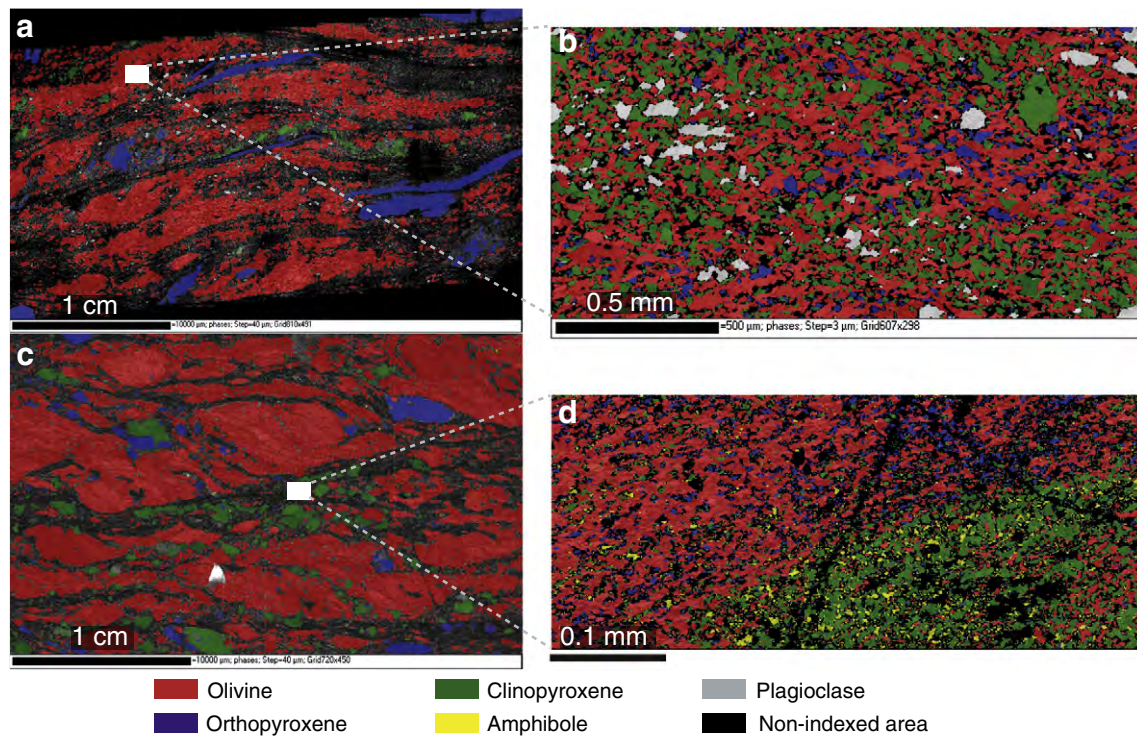 a
1 cm
=10000 µm; phases; Step=40 µm; Grid810x491
b
0.5 mm
=500 µm; phases; Step=3 µm; Grid607x298
c
1 cm
=10000 µm; phases; Step=40 µm; Grid720x450
d
0.1 mm
Olivine
Clinopyroxene
Plagioclase
Orthopyroxene
Amphibole
Non-indexed area